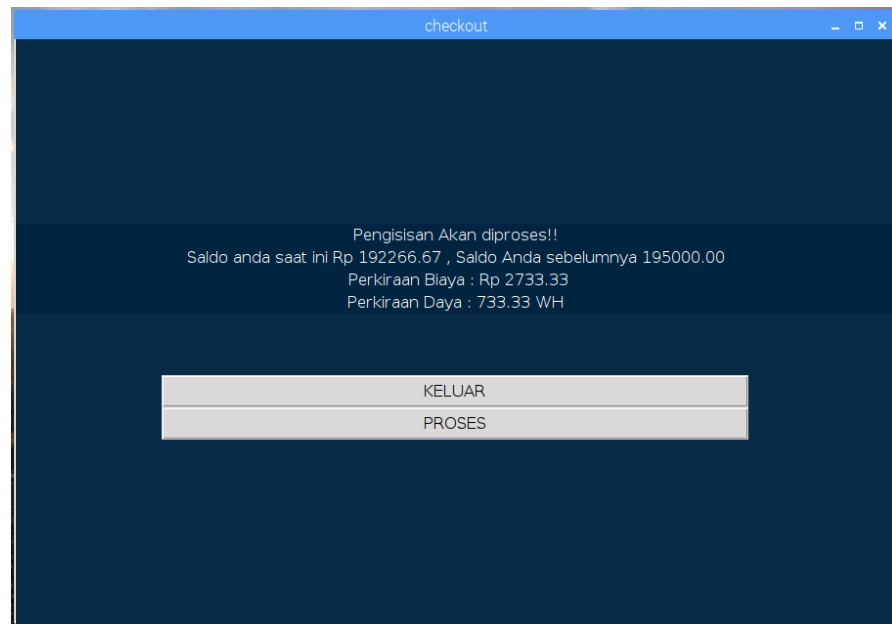 checkout
Pengisisan Akan diproses!!
Saldo anda saat ini Rp 192266.67 , Saldo Anda sebelumnya 195000.00
Perkiraan Biaya : Rp 2733.33
Perkiraan Daya : 733.33 WH
KELUAR
PROSES